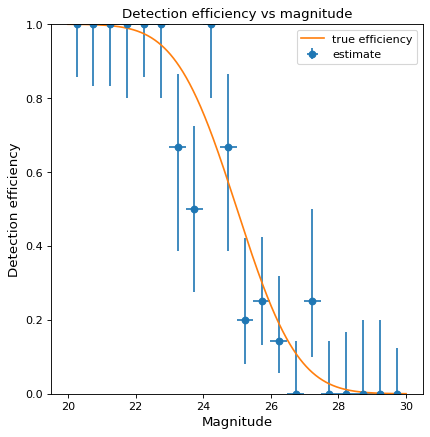 Detection efficiency vs magnitude
true efficiency
estimate
Detection efficiency
1.0
0.8
0.6
0.4
0.2
0.0
20
22
24
26
28
30
Magnitude